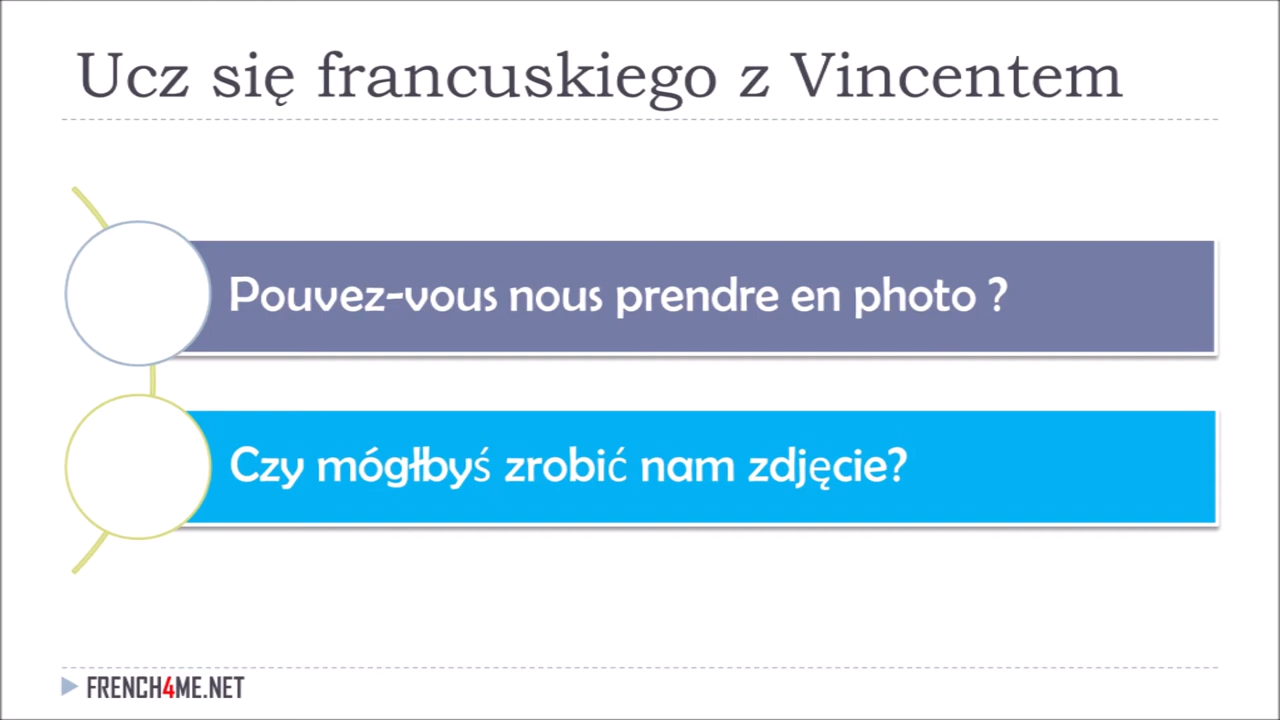 Ucz się francuskiego z Vincentem
Pouvez-vous nous prendre en photo ?
Czy mógłbyś zrobić nam zdjęcie?
FRENCH4ME.NET